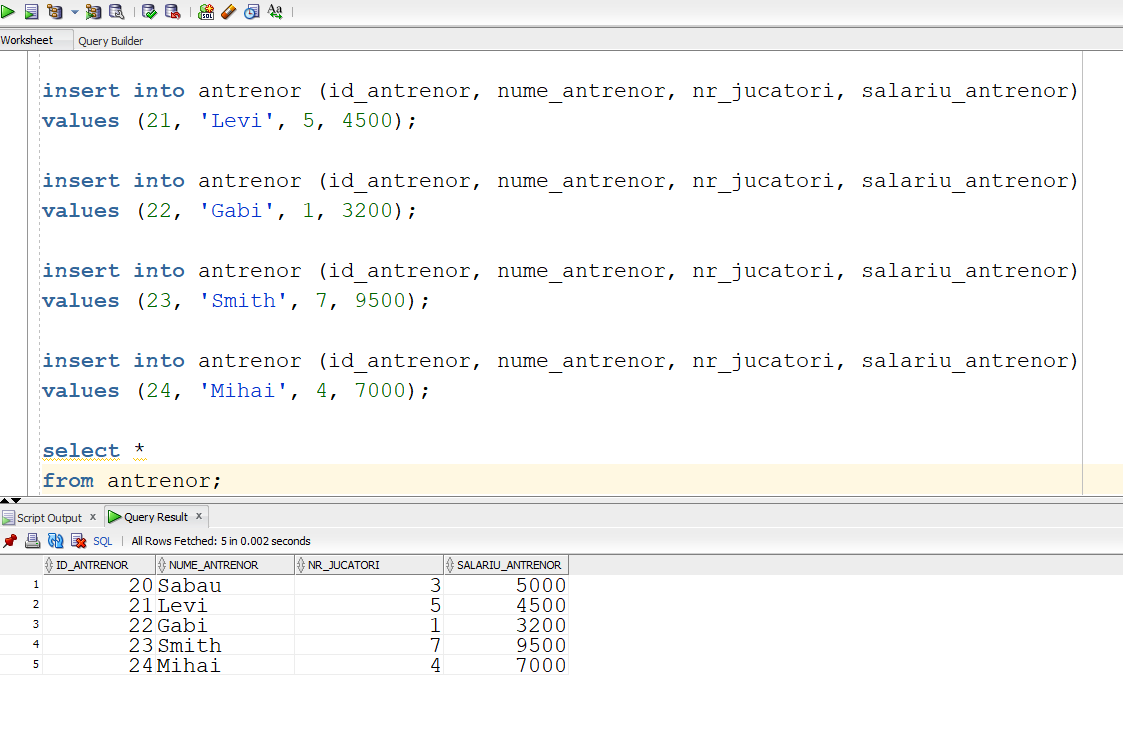 Worksheet Query Builder
insert into antrenor (id_antrenor, nume_antrenor, nr_jucatori, salariu_antrenor)
values (21, 'Levi', 5, 4500);
insert into antrenor (id_antrenor, nume_antrenor, nr_jucatori, salariu_antrenor)
values (22, 'Gabi', 1, 3200);
insert into antrenor (id_antrenor, nume_antrenor, nr_jucatori, salariu_antrenor)
values (23, 'Smith', 7, 9500);
insert into antrenor (id_antrenor, nume_antrenor, nr_jucatori, salariu_antrenor)
values (24, 'Mihai', 4, 7000);
select *
from antrenor;
Script Output x Query Result x
SQL | All Rows Fetched: 5 in 0.002 seconds
ID_ANTRENOR NUME_ANTRENOR NR_JUCATORI SALARIU_ANTRENOR
1 20 Sabau 3 5000
2 21 Levi 5 4500
3 22 Gabi 1 3200
4 23 Smith 7 9500
5 24 Mihai 4 7000